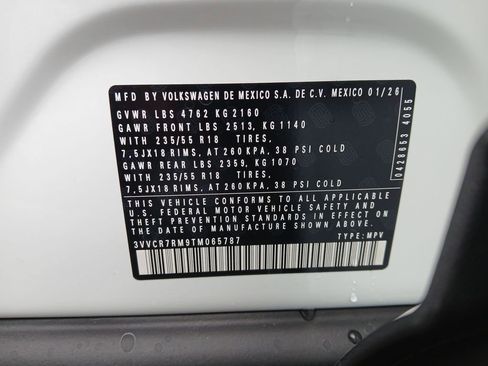 MFD BY VOLKSWAGEN DE MEXICO S.A. DE C.V. MEXICO 01/26
GVWR LBS 4762 KG 2160
GAWR FRONT LBS 2513, KG 1140
WITH 235/55 R18 TIRES,
7,5JX18 RIMS, AT 260 KPA, 38 PSI COLD
GAWR REAR LBS 2359, KG 1070
WITH 235/55 R18 TIRES,
7,5JX18 RIMS, AT 260 KPA, 38 PSI COLD
THIS VEHICLE CONFORMS TO ALL APPLICABLE
U.S. FEDERAL MOTOR VEHICLE SAFETY AND
THEFT PREVENTION STANDARDS IN EFFECT ON
THE DATE OF MANUFACTURE SHOWN ABOVE.
3VVCR7RM9TM065787
TYPE: MPV
0428653 4055